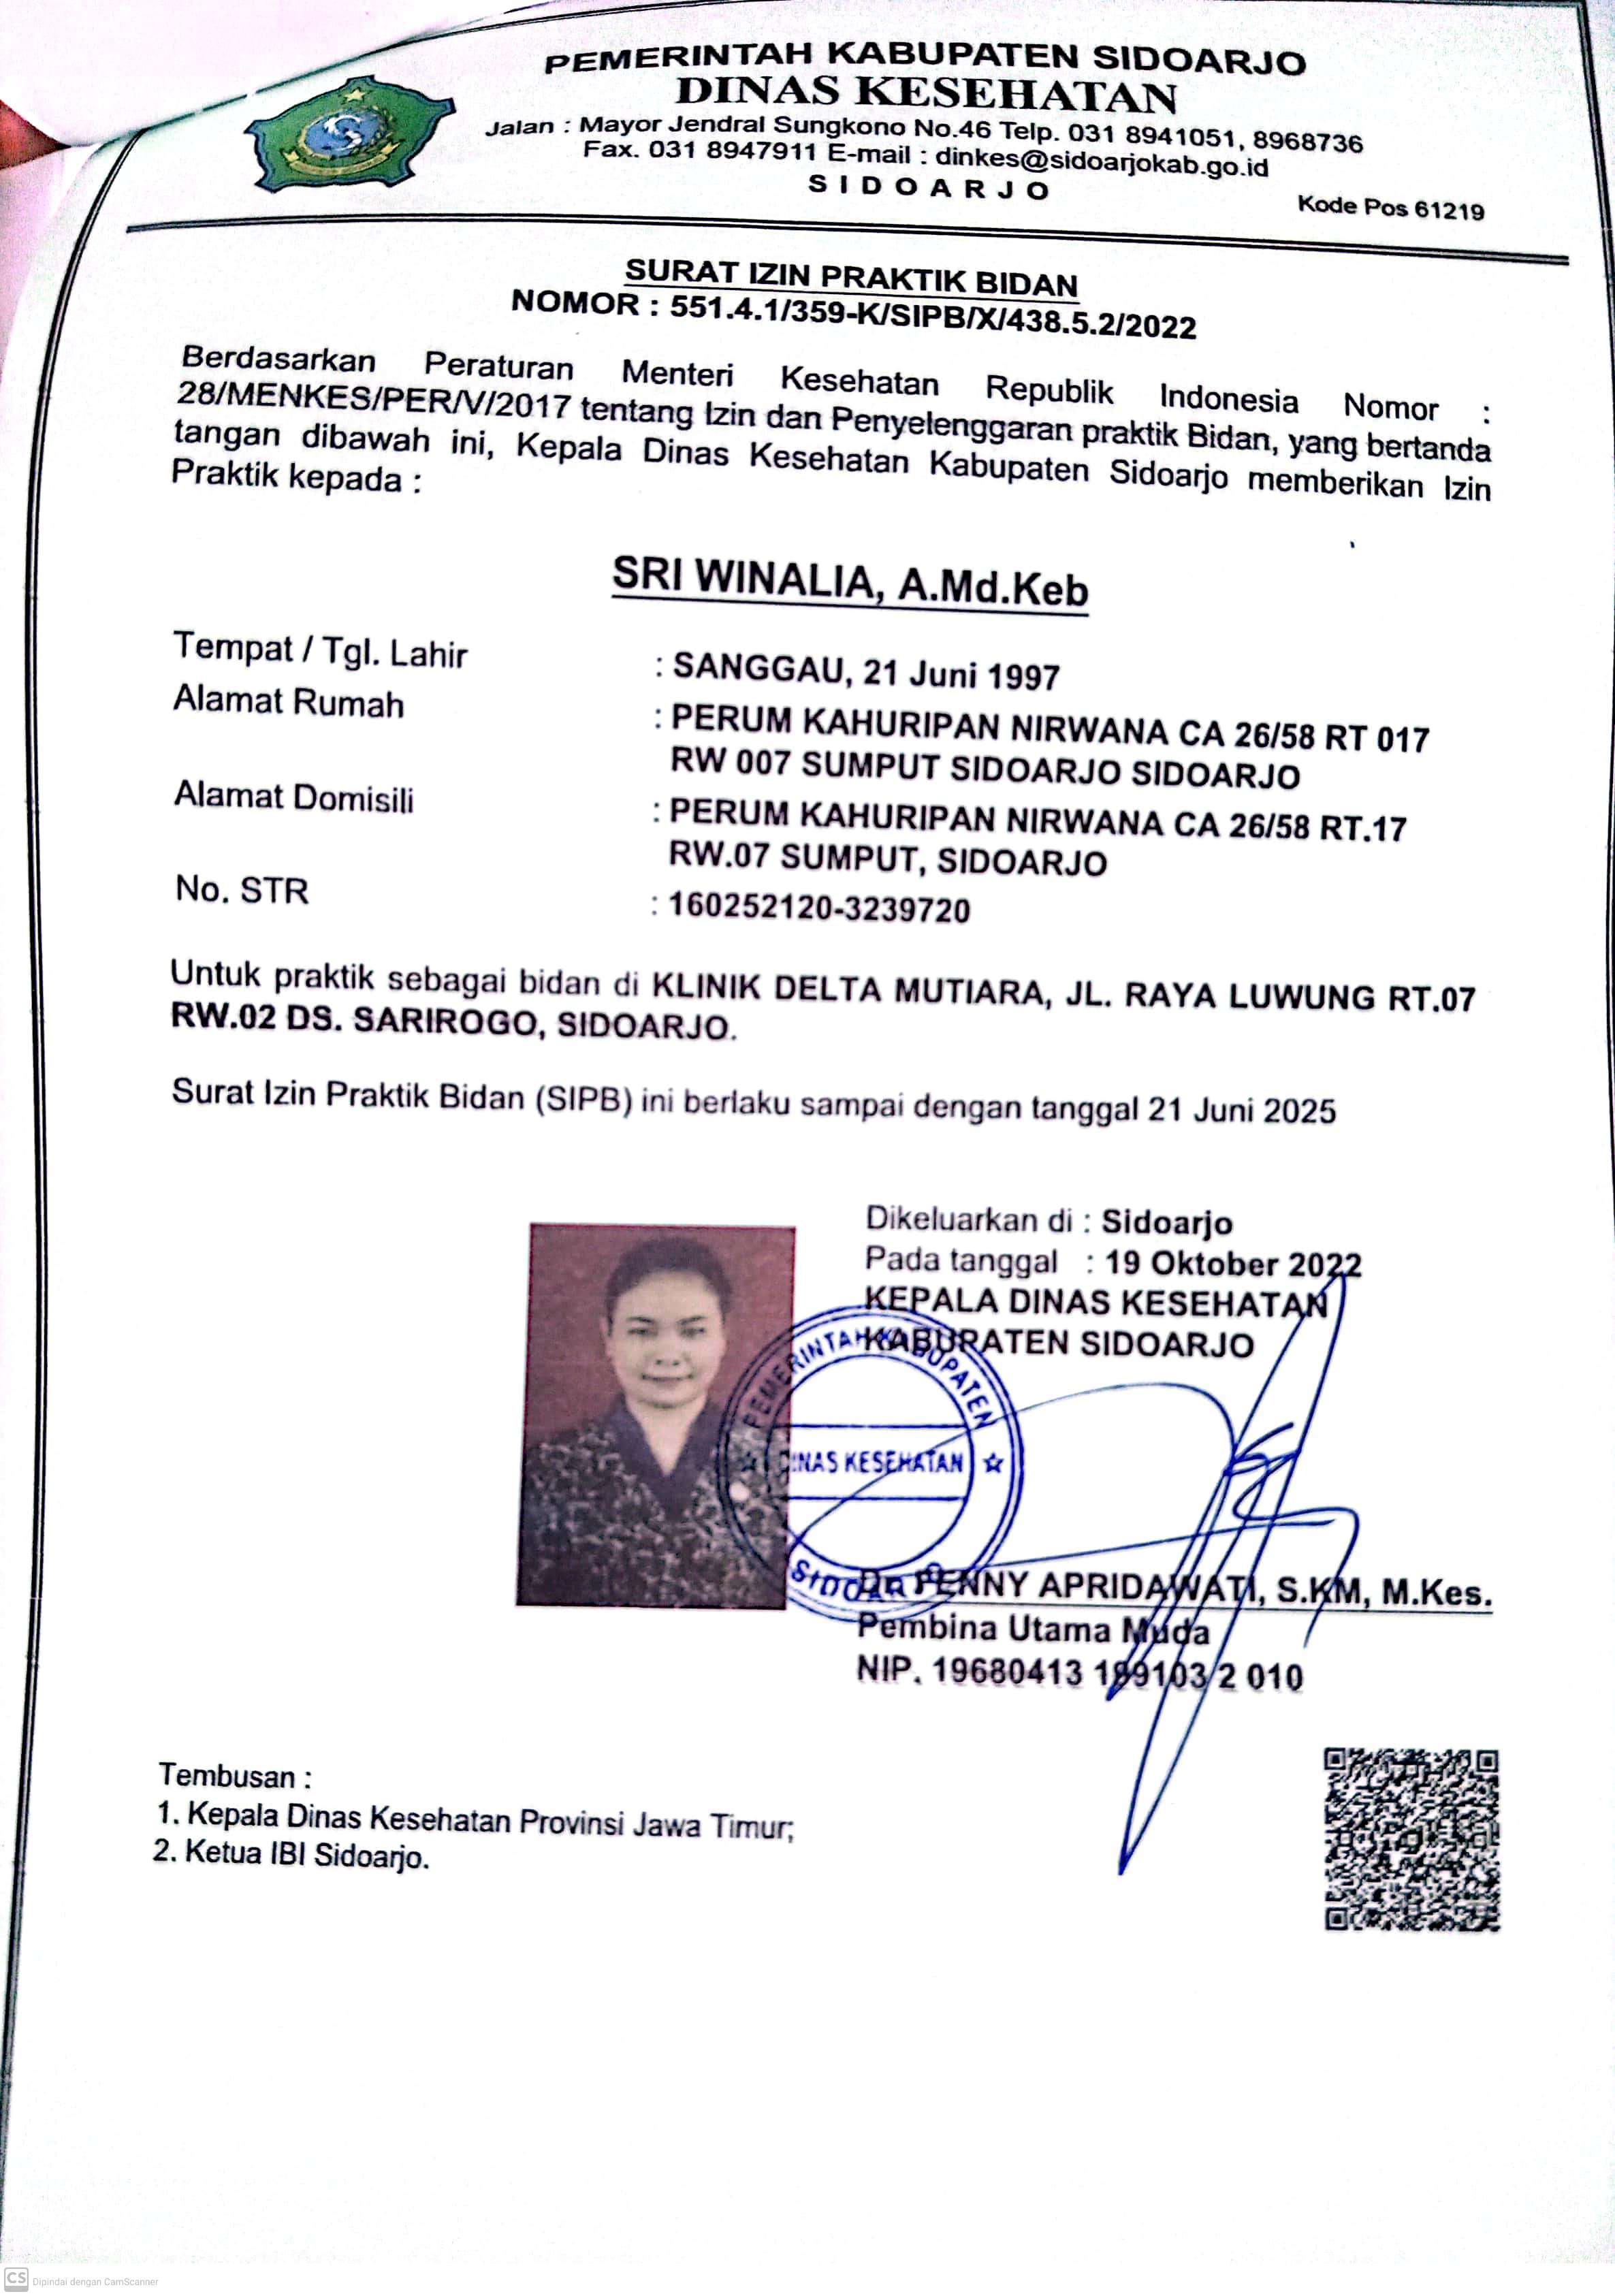 PEMERINTAH KABUPATEN SIDOARJO
DINAS KESEHATAN
Jalan : Mayor Jendral Sungkono No.46 Telp. 031 8941051, 8968736
Fax. 031 8947911 E-mail : dinkes@sidoarjokab.go.id
SIDOARJO
Kode Pos 61219
SURAT IZIN PRAKTIK BIDAN
NOMOR : 551.4.1/359-K/SIPB/X/438.5.2/2022
Berdasarkan Peraturan Menteri Kesehatan Republik Indonesia Nomor :
28/MENKES/PER/V/2017 tentang Izin dan Penyelenggaran praktik Bidan, yang bertanda
tangan dibawah ini, Kepala Dinas Kesehatan Kabupaten Sidoarjo memberikan Izin
Praktik kepada :
SRI WINALIA, A.Md.Keb
Tempat / Tgl. Lahir : SANGGAU, 21 Juni 1997
Alamat Rumah : PERUM KAHURIPAN NIRWANA CA 26/58 RT 017
RW 007 SUMPUT SIDOARJO SIDOARJO
Alamat Domisili : PERUM KAHURIPAN NIRWANA CA 26/58 RT.17
RW.07 SUMPUT, SIDOARJO
No. STR : 160252120-3239720
Untuk praktik sebagai bidan di KLINIK DELTA MUTIARA, JL. RAYA LUWUNG RT.07
RW.02 DS. SARIROGO, SIDOARJO.
Surat Izin Praktik Bidan (SIPB) ini berlaku sampai dengan tanggal 21 Juni 2025
Dikeluarkan di : Sidoarjo
Pada tanggal : 19 Oktober 2022
KEPALA DINAS KESEHATAN
KABUPATEN SIDOARJO
PEMERINTAH KABUPATEN
DINAS KESEHATAN
SIDOARJO
Dr. FENNY APRIDAWATI, S.KM, M.Kes.
Pembina Utama Muda
NIP. 19680413 199103 2 010
Tembusan :
1. Kepala Dinas Kesehatan Provinsi Jawa Timur;
2. Ketua IBI Sidoarjo.
CS Dipindai dengan CamScanner